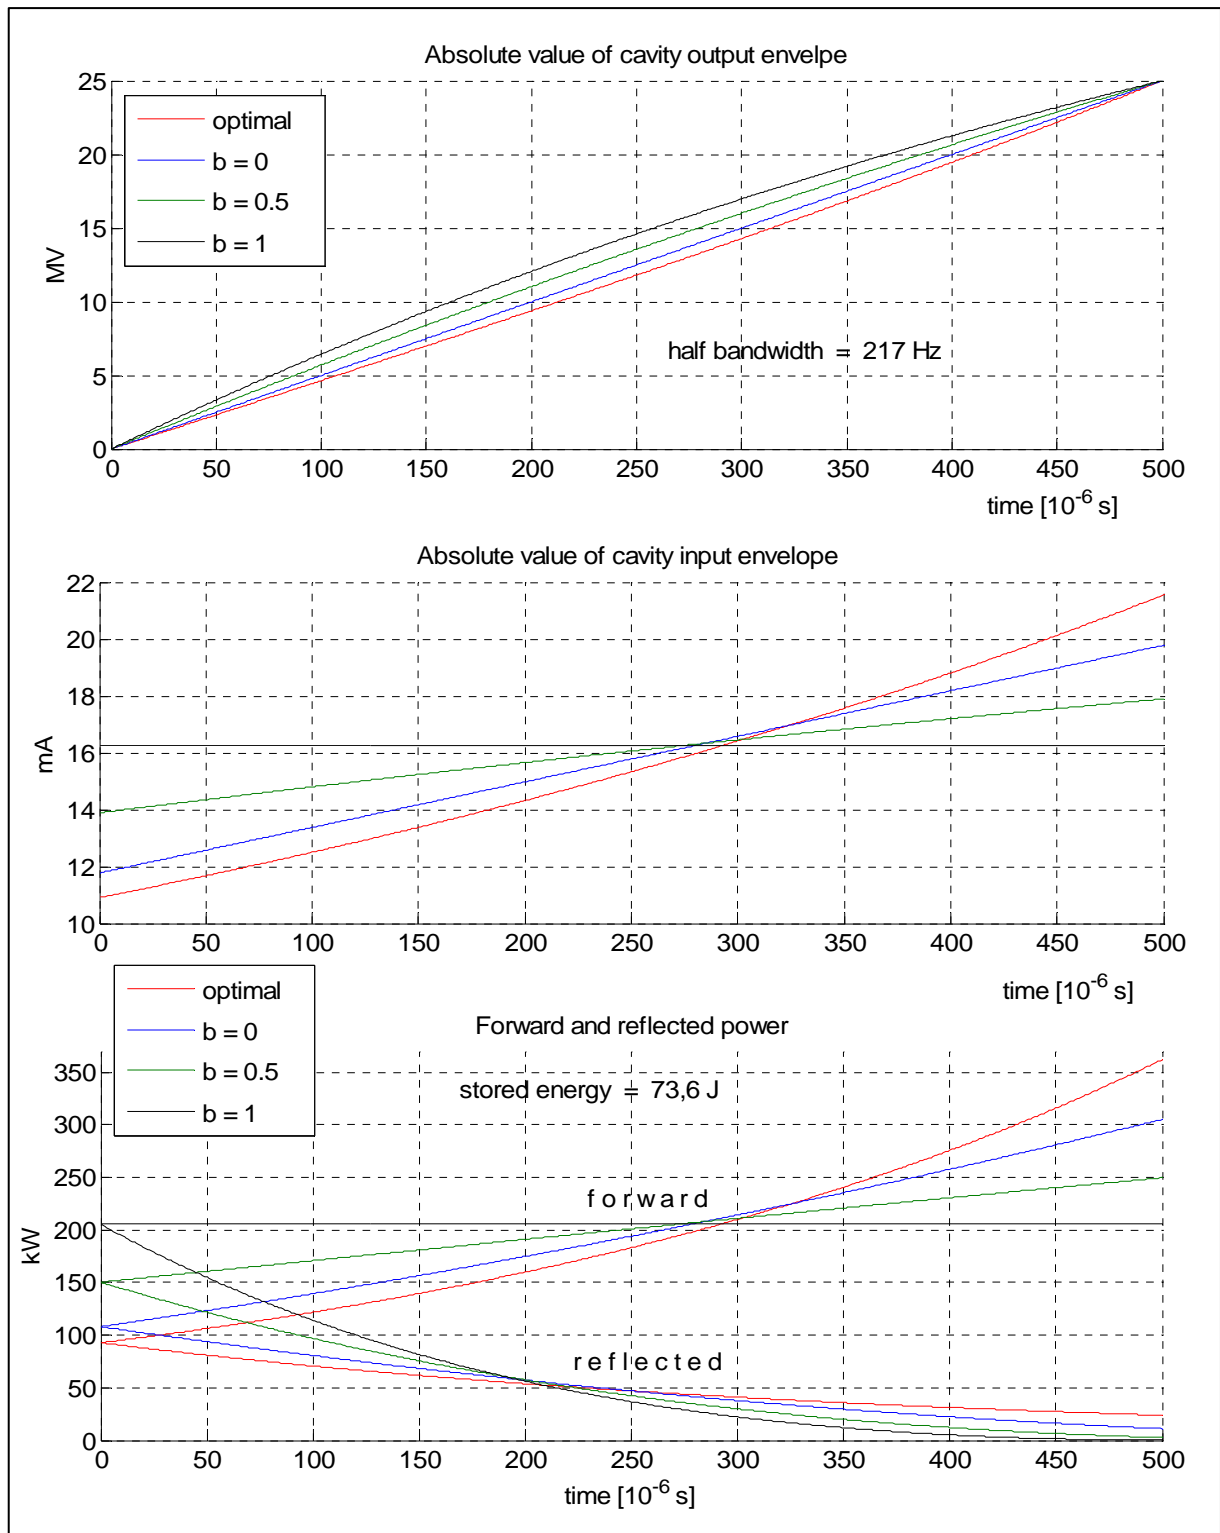 Absolute value of cavity output envelpe
25
20
15
10
5
0
MV
optimal
b = 0
b = 0.5
b = 1
half bandwidth = 217 Hz
0 50 100 150 200 250 300 350 400 450 500
time [10⁻⁶ s]
Absolute value of cavity input envelope
22
20
18
16
14
12
10
mA
0 50 100 150 200 250 300 350 400 450 500
time [10⁻⁶ s]
optimal
b = 0
b = 0.5
b = 1
Forward and reflected power
stored energy = 73,6 J
350
300
250
200
150
100
50
0
kW
forward
reflected
0 50 100 150 200 250 300 350 400 450 500
time [10⁻⁶ s]